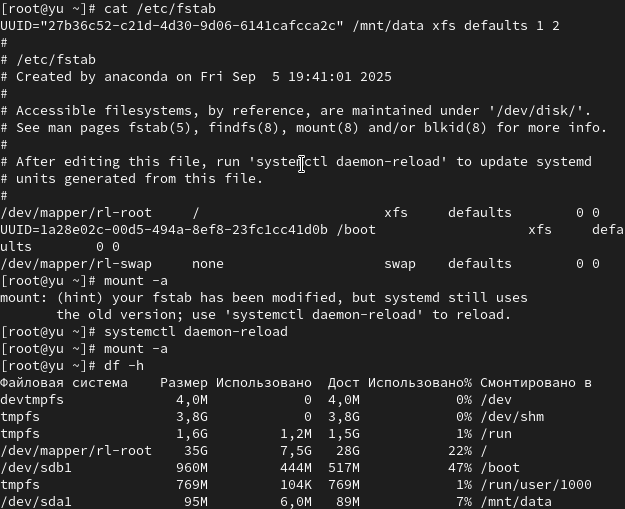 [root@yu ~]# cat /etc/fstab
UUID="27b36c52-c21d-4d30-9d06-6141cafcca2c" /mnt/data xfs defaults 1 2
#
# /etc/fstab
# Created by anaconda on Fri Sep  5 19:41:01 2025
#
# Accessible filesystems, by reference, are maintained under '/dev/disk/'.
# See man pages fstab(5), findfs(8), mount(8) and/or blkid(8) for more info.
#
# After editing this file, run 'systemctl daemon-reload' to update systemd
# units generated from this file.
#
/dev/mapper/rl-root     /                       xfs     defaults        0 0
UUID=1a28e02c-00d5-494a-8ef8-23fc1cc41d0b /boot                   xfs     defa
ults        0 0
/dev/mapper/rl-swap     none                    swap    defaults        0 0
[root@yu ~]# mount -a
mount: (hint) your fstab has been modified, but systemd still uses
       the old version; use 'systemctl daemon-reload' to reload.
[root@yu ~]# systemctl daemon-reload
[root@yu ~]# mount -a
[root@yu ~]# df -h
Файловая система    Размер Использовано  Дост Использовано% Cмонтировано в
devtmpfs              4,0M            0  4,0M            0% /dev
tmpfs                 3,8G            0  3,8G            0% /dev/shm
tmpfs                 1,6G         1,2M  1,5G            1% /run
/dev/mapper/rl-root    35G         7,5G   28G           22% /
/dev/sdb1             960M         444M  517M           47% /boot
tmpfs                 769M         104K  769M            1% /run/user/1000
/dev/sda1              95M         6,0M   89M            7% /mnt/data